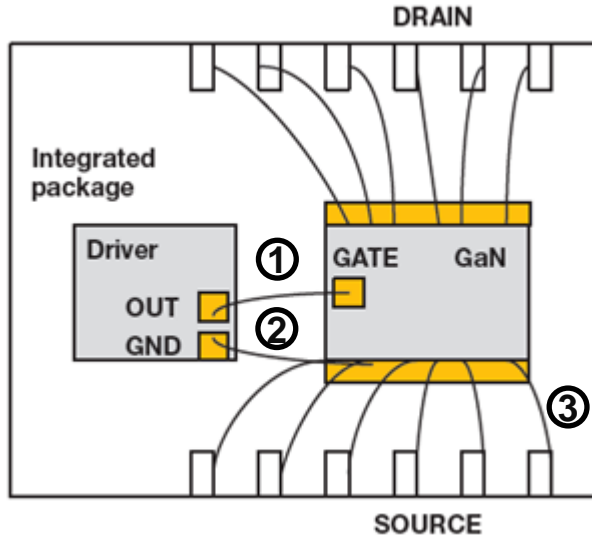 DRAIN
Integrated
package
Driver
①
GATE
GaN
OUT
②
GND
③
SOURCE